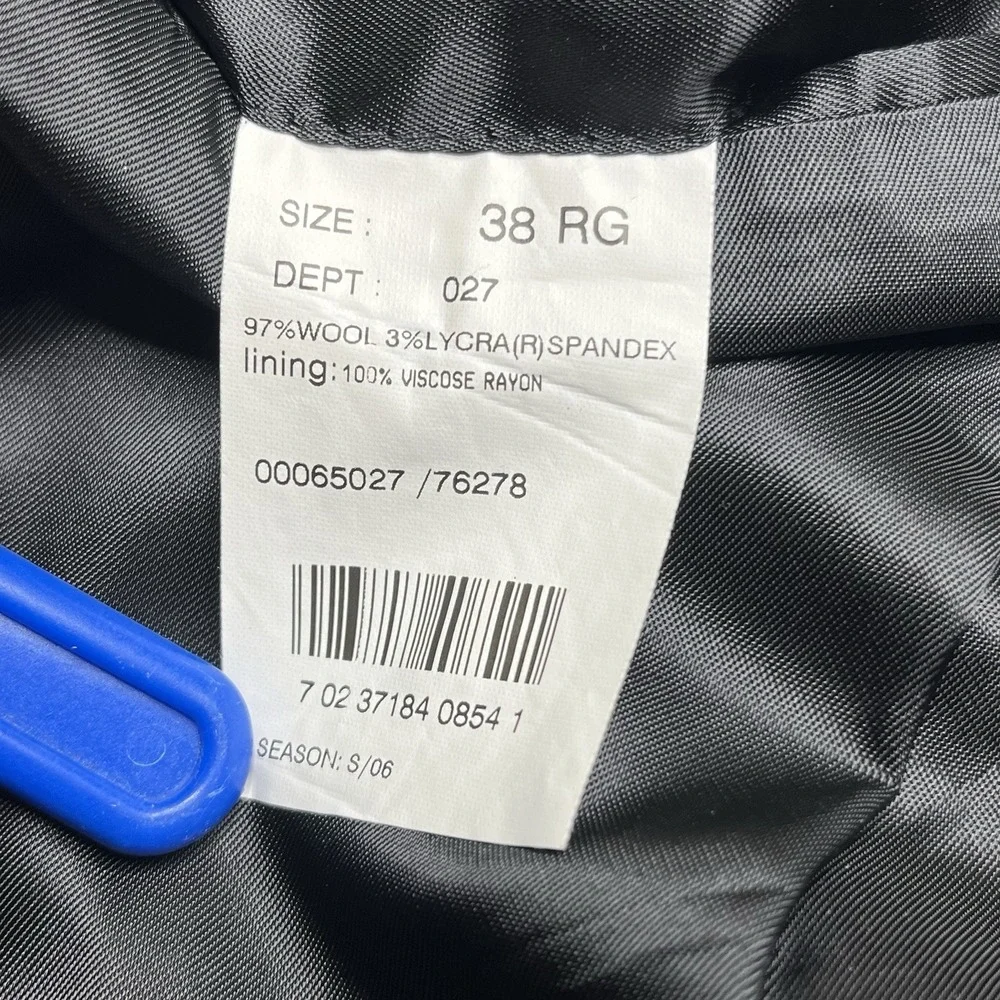 SIZE : 38 RG
DEPT : 027
97%WOOL 3%LYCRA(R)SPANDEX
lining:100% VISCOSE RAYON
00065027 /76278
7 02 37184 0854 1
SEASON: S/06